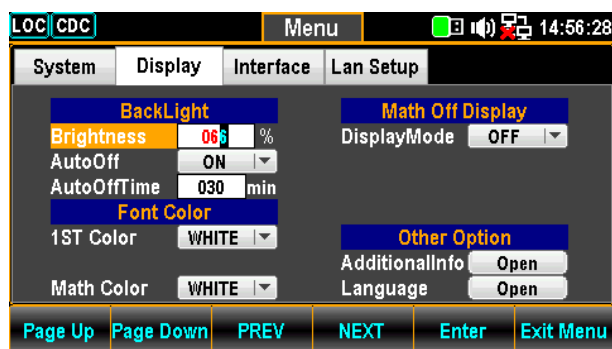 LOC CDC Menu 14:56:28
System Display Interface Lan Setup
BackLight
Brightness 066 %
AutoOff ON
AutoOffTime 030 min
Font Color
1ST Color WHITE
Math Color WHITE
Math Off Display
DisplayMode OFF
Other Option
AdditionalInfo Open
Language Open
Page Up Page Down PREV NEXT Enter Exit Menu